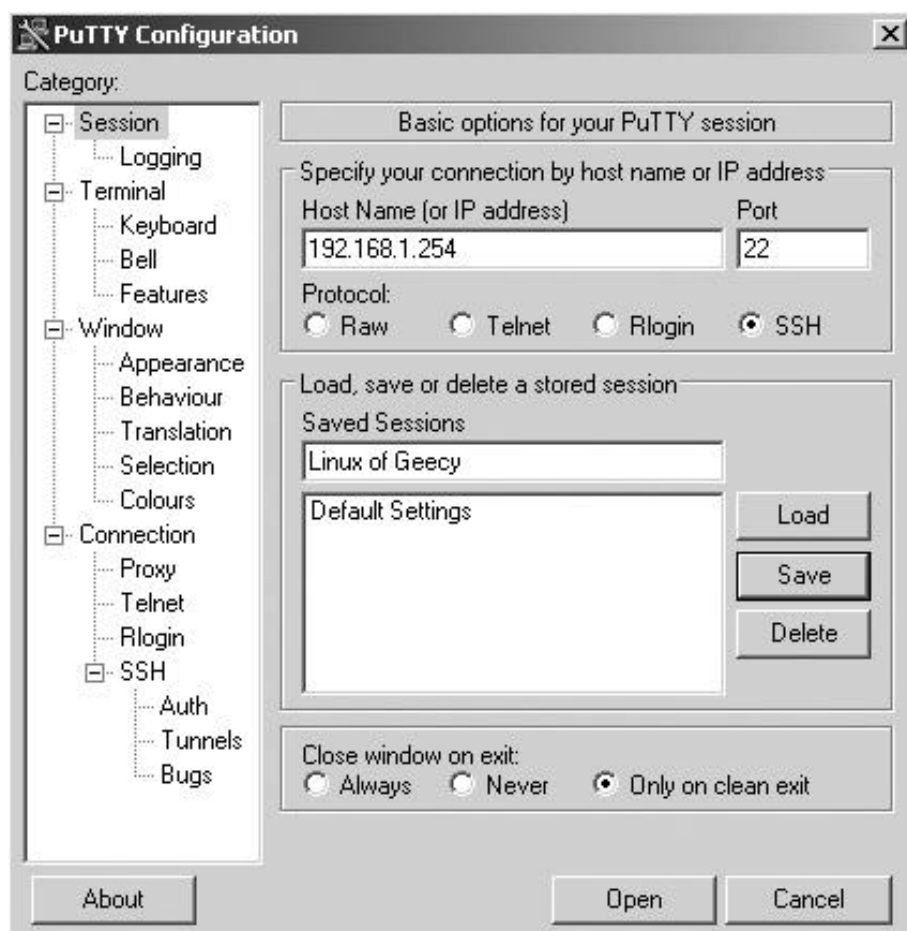 PuTTY Configuration
Category:
Session
Logging
Terminal
Keyboard
Bell
Features
Window
Appearance
Behaviour
Translation
Selection
Colours
Connection
Proxy
Telnet
Rlogin
SSH
Auth
Tunnels
Bugs
Basic options for your PuTTY session
Specify your connection by host name or IP address
Host Name (or IP address) Port
192.168.1.254 22
Protocol:
Raw Telnet Rlogin SSH
Load, save or delete a stored session
Saved Sessions
Linux of Geecy
Default Settings
Load
Save
Delete
Close window on exit:
Always Never Only on clean exit
About Open Cancel